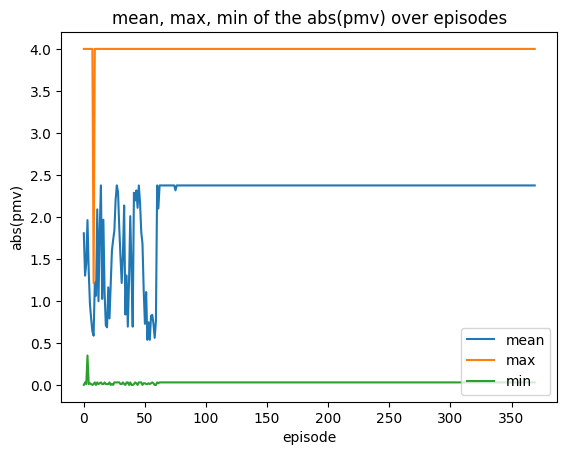 mean, max, min of the abs(pmv) over episodes
4.0
3.5
3.0
2.5
2.0
1.5
1.0
0.5
0.0
abs(pmv)
mean
max
min
0 50 100 150 200 250 300 350
episode